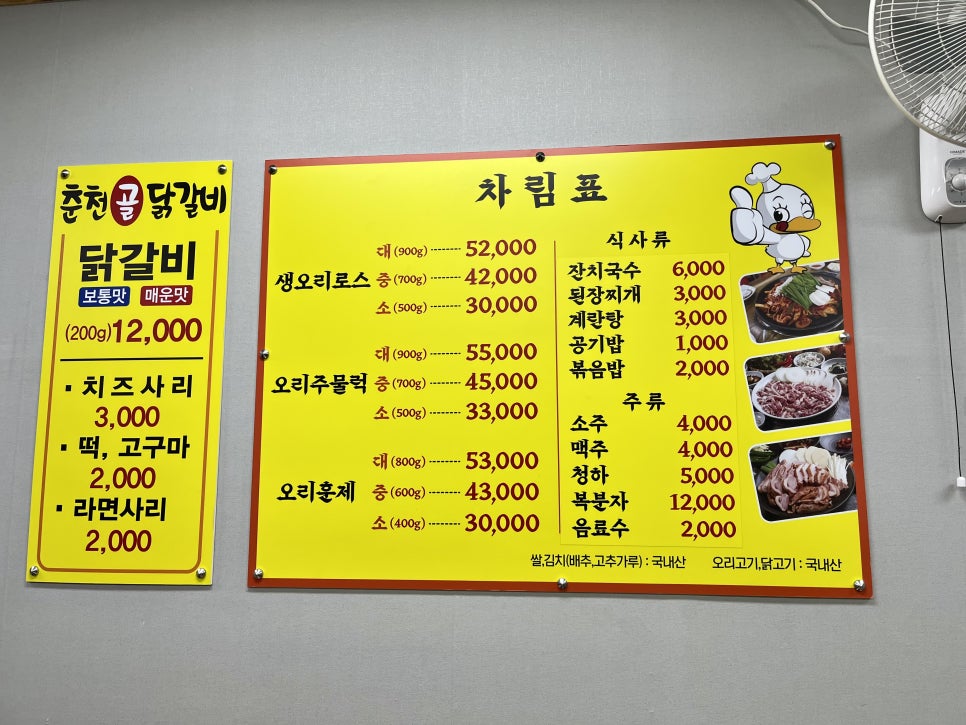 춘천 골 닭갈비
닭갈비
보통맛 매운맛
(200g)12,000
· 치즈사리
3,000
· 떡, 고구마
2,000
· 라면사리
2,000
차림표
생오리로스
대 (900g) -------- 52,000
중 (700g) -------- 42,000
소 (500g) -------- 30,000
오리주물럭
대 (900g) -------- 55,000
중 (700g) -------- 45,000
소 (500g) -------- 33,000
오리훈제
대 (800g) -------- 53,000
중 (600g) -------- 43,000
소 (400g) -------- 30,000
식사류
잔치국수 6,000
된장찌개 3,000
계란탕 3,000
공기밥 1,000
볶음밥 2,000
주류
소주 4,000
맥주 4,000
청하 5,000
복분자 12,000
음료수 2,000
쌀,김치(배추,고추가루) : 국내산 오리고기,닭고기 : 국내산